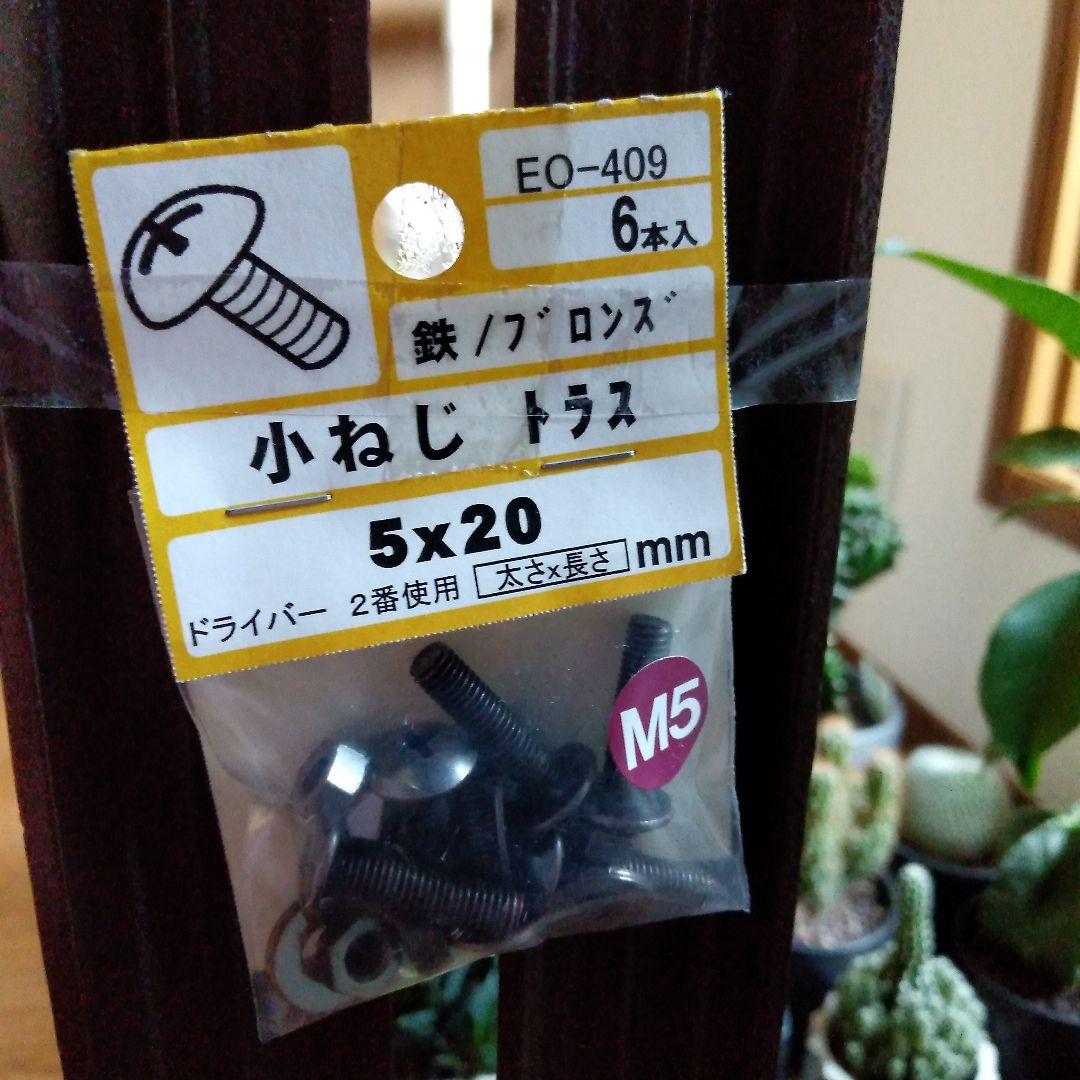 EO-409
6本入
鉄/ブロンズ
小ねじ トラス
5x20
ドライバー 2番使用 太さx長さ mm
M5